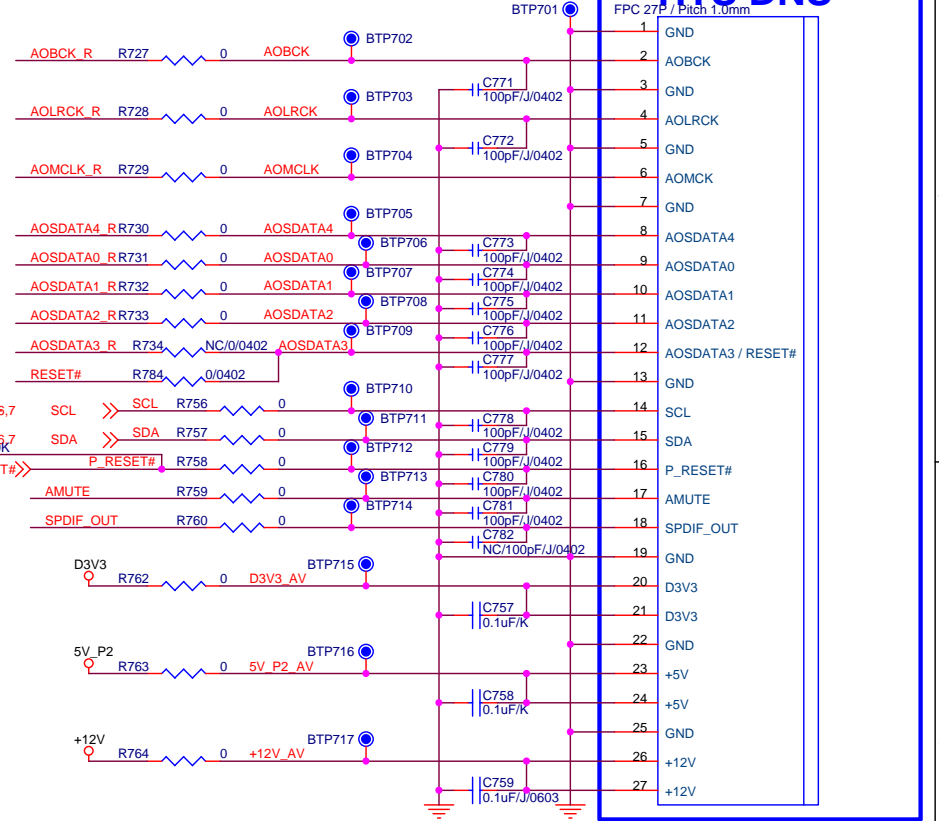 BTP701
FPC 27P / Pitch 1.0mm
AOBCK_R R727 0 AOBCK BTP702
AOLRCK_R R728 0 AOLRCK BTP703
AOMCLK_R R729 0 AOMCLK BTP704
AOSDATA4_R R730 0 AOSDATA4 BTP705
AOSDATA0_R R731 0 AOSDATA0 BTP706
AOSDATA1_R R732 0 AOSDATA1 BTP707
AOSDATA2_R R733 0 AOSDATA2 BTP708
AOSDATA3_R R734 NC/0/0402 AOSDATA3 BTP709
RESET# R784 0/0402
SCL SCL R756 0 BTP710
SDA SDA R757 0 BTP711
P_RESET# R758 0 BTP712
AMUTE R759 0 BTP713
SPDIF_OUT R760 0 BTP714
D3V3
R762 0 D3V3_AV BTP715
5V_P2
R763 0 5V_P2_AV BTP716
+12V
R764 0 +12V_AV BTP717
C771
100pF/J/0402
C772
100pF/J/0402
C773
100pF/J/0402
C774
100pF/J/0402
C775
100pF/J/0402
C776
100pF/J/0402
C777
100pF/J/0402
C778
100pF/J/0402
C779
100pF/J/0402
C780
100pF/J/0402
C781
100pF/J/0402
C782
NC/100pF/J/0402
C757
0.1uF/K
C758
0.1uF/K
C759
0.1uF/J/0603
1 GND
2 AOBCK
3 GND
4 AOLRCK
5 GND
6 AOMCK
7 GND
8 AOSDATA4
9 AOSDATA0
10 AOSDATA1
11 AOSDATA2
12 AOSDATA3 / RESET#
13 GND
14 SCL
15 SDA
16 P_RESET#
17 AMUTE
18 SPDIF_OUT
19 GND
20 D3V3
21 D3V3
22 GND
23 +5V
24 +5V
25 GND
26 +12V
27 +12V